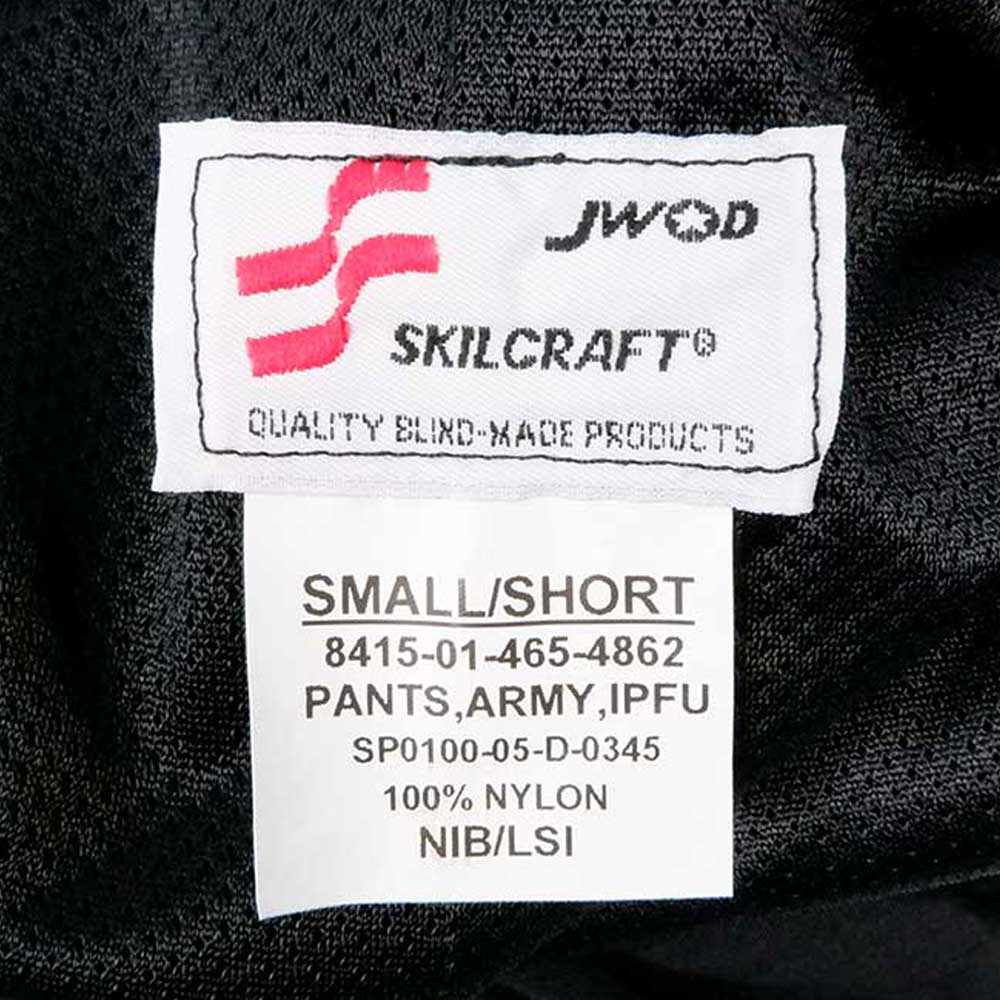 JWOD
SKILCRAFT®
QUALITY BLIND-MADE PRODUCTS
SMALL/SHORT
8415-01-465-4862
PANTS,ARMY,IPFU
SP0100-05-D-0345
100% NYLON
NIB/LSI